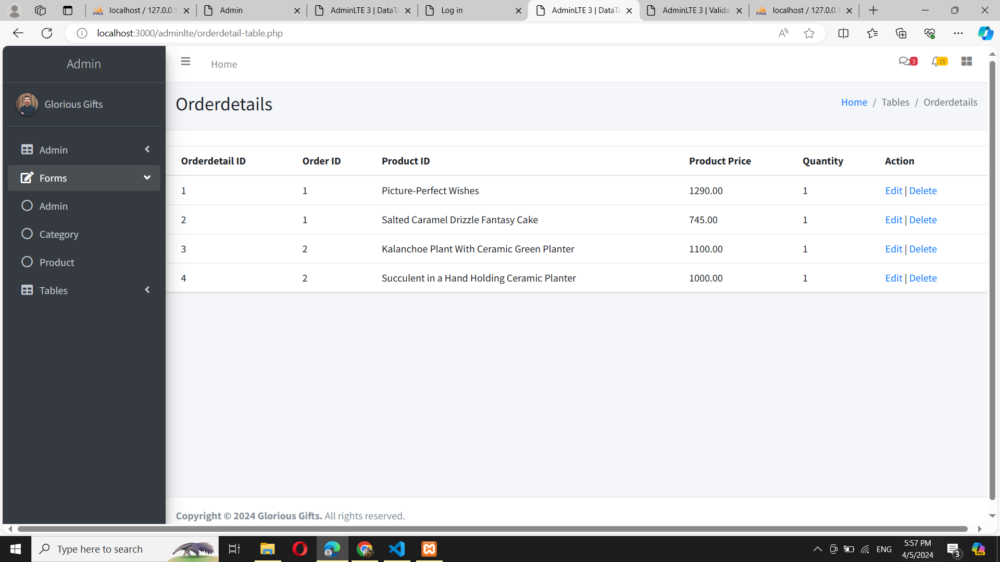 localhost / 127.0.0.1
Admin
AdminLTE 3 | DataTa
Log in
AdminLTE 3 | DataTa
AdminLTE 3 | Valida
localhost / 127.0.0.1
localhost:3000/adminlte/orderdetail-table.php
Admin
Home
3
15
Glorious Gifts
Orderdetails
Home / Tables / Orderdetails
Admin
Forms
Admin
Category
Product
Tables
Orderdetail ID Order ID Product ID Product Price Quantity Action
1 1 Picture-Perfect Wishes 1290.00 1 Edit | Delete
2 1 Salted Caramel Drizzle Fantasy Cake 745.00 1 Edit | Delete
3 2 Kalanchoe Plant With Ceramic Green Planter 1100.00 1 Edit | Delete
4 2 Succulent in a Hand Holding Ceramic Planter 1000.00 1 Edit | Delete
Copyright © 2024 Glorious Gifts. All rights reserved.
Type here to search
ENG
5:57 PM
4/5/2024
3
PRE